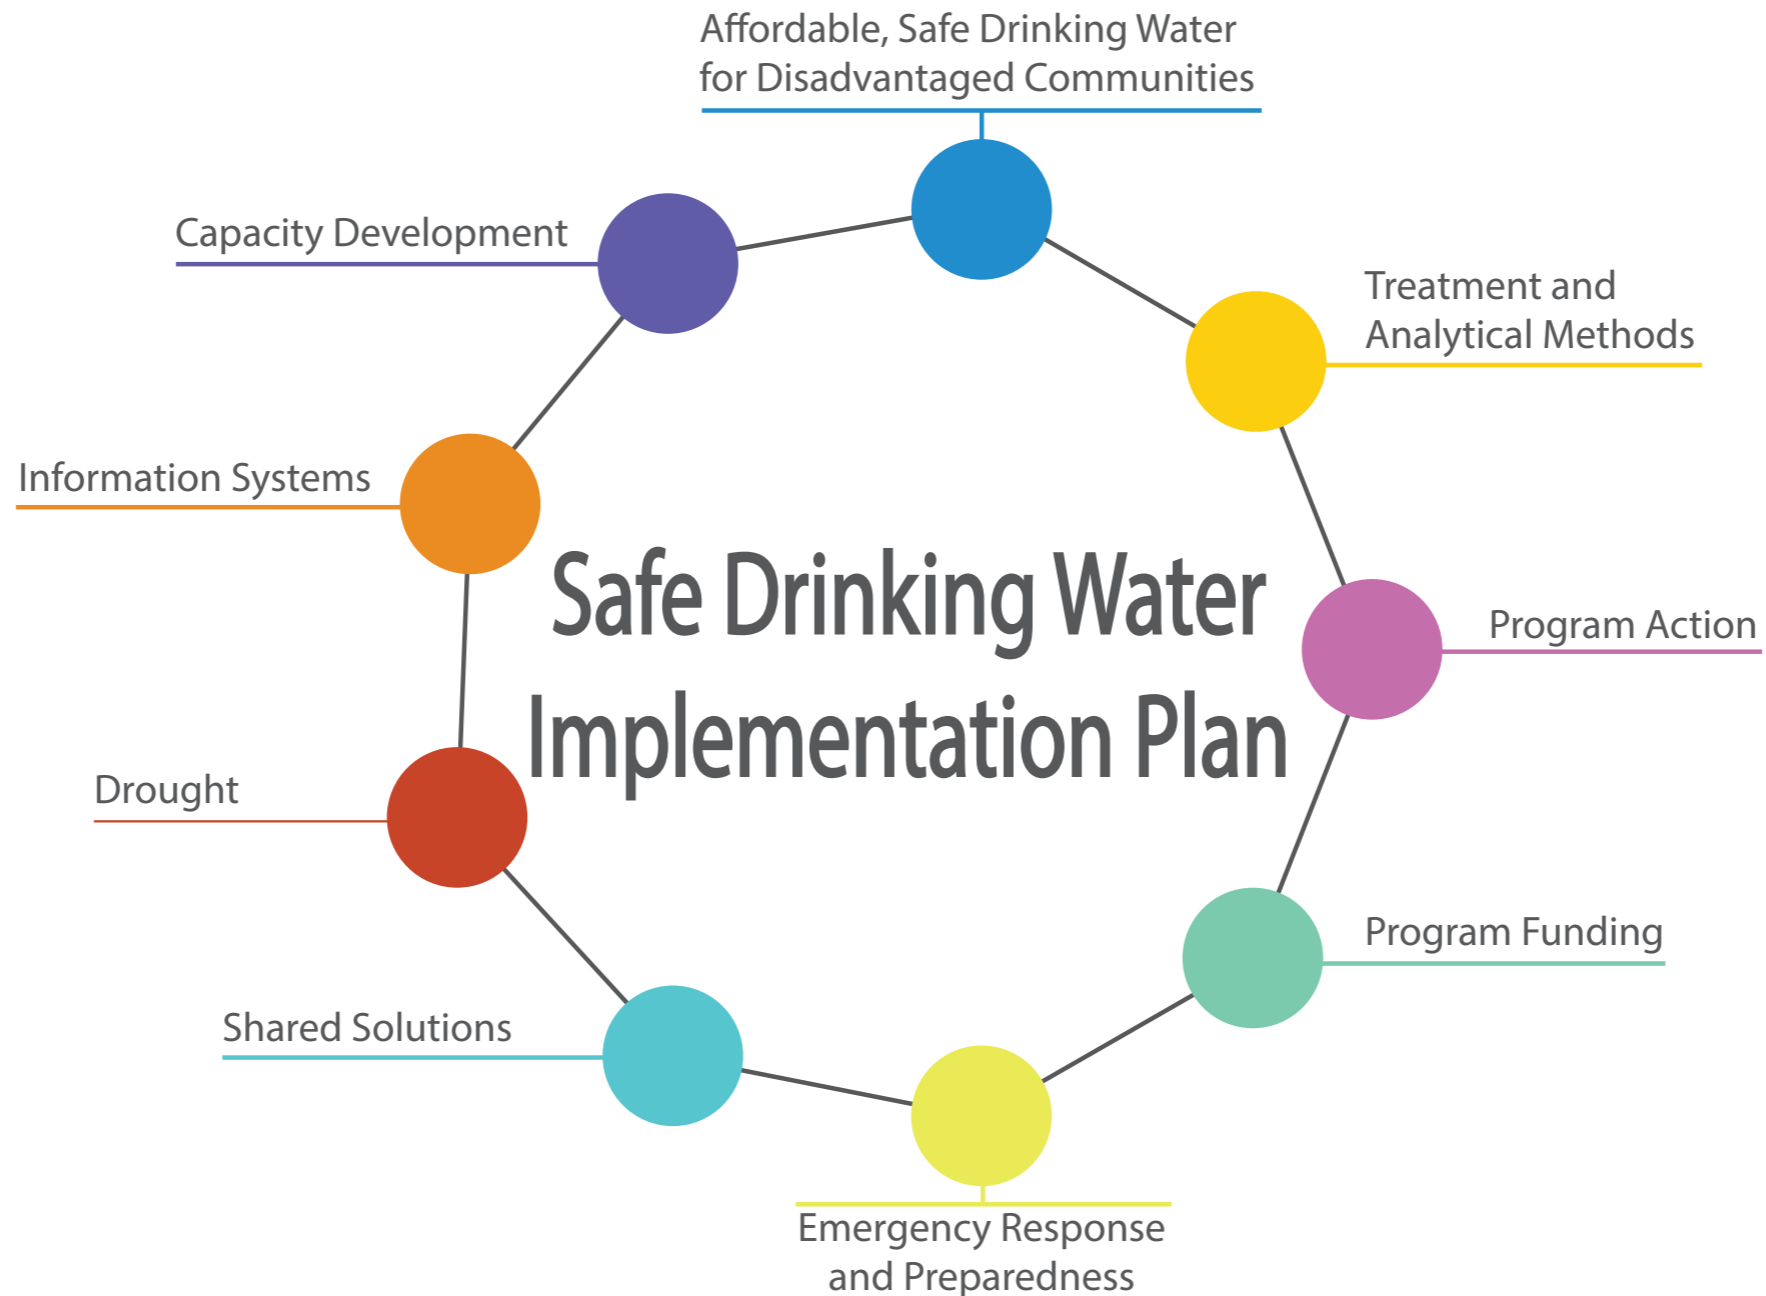 Affordable, Safe Drinking Water
for Disadvantaged Communities
Capacity Development
Treatment and
Analytical Methods
Information Systems
Safe Drinking Water
Implementation Plan
Program Action
Drought
Program Funding
Shared Solutions
Emergency Response
and Preparedness